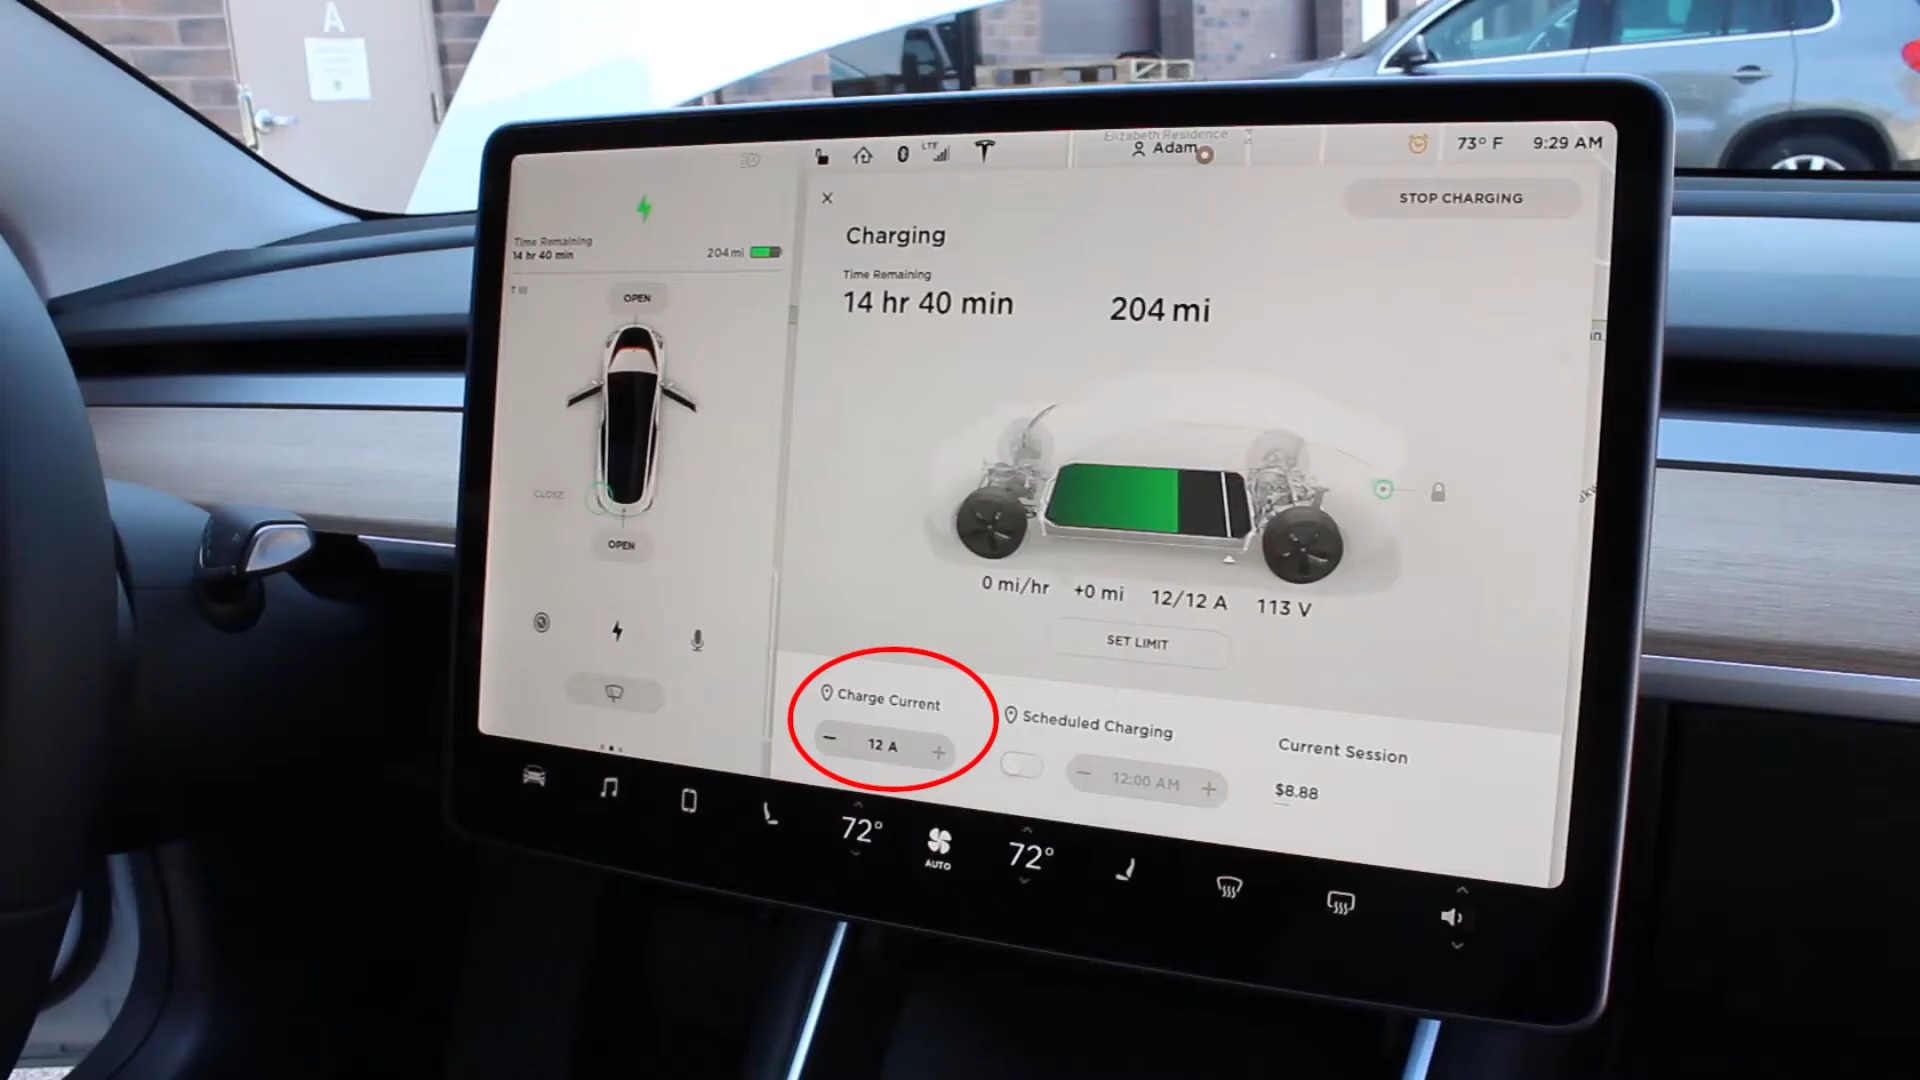 A
Elizabeth Residence
LTE
Adam
73° F
9:29 AM
STOP CHARGING
Time Remaining
14 hr 40 min
204 mi
OPEN
CLOSE
OPEN
Charging
Time Remaining
14 hr 40 min
204 mi
0 mi/hr
+0 mi
12/12 A
113 V
SET LIMIT
Charge Current
− 12 A +
Scheduled Charging
− 12:00 AM +
Current Session
$8.88
72°
AUTO
72°